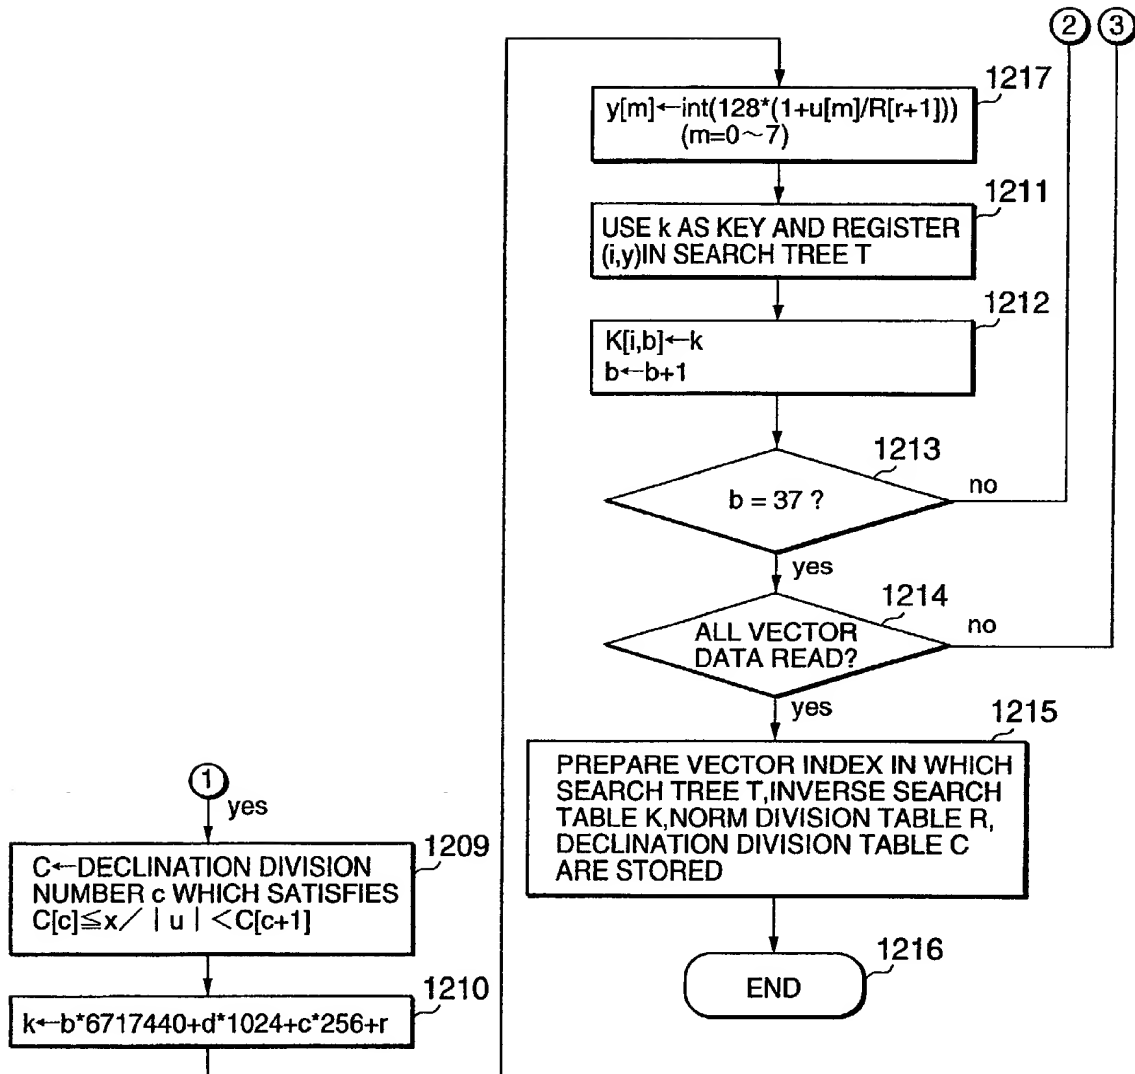 2 3
1217
y[m]←int(128*(1+u[m]/R[r+1]))
(m=0～7)
1211
USE k AS KEY AND REGISTER
(i,y)IN SEARCH TREE T
1212
K[i,b]←k
b←b+1
1213
b = 37 ?
no
yes
1214
ALL VECTOR
DATA READ?
no
yes
1215
PREPARE VECTOR INDEX IN WHICH
SEARCH TREE T,INVERSE SEARCH
TABLE K,NORM DIVISION TABLE R,
DECLINATION DIVISION TABLE C
ARE STORED
1216
END
1
yes
1209
C←DECLINATION DIVISION
NUMBER c WHICH SATISFIES
C[c]≦x／｜u｜<C[c+1]
1210
k←b*6717440+d*1024+c*256+r